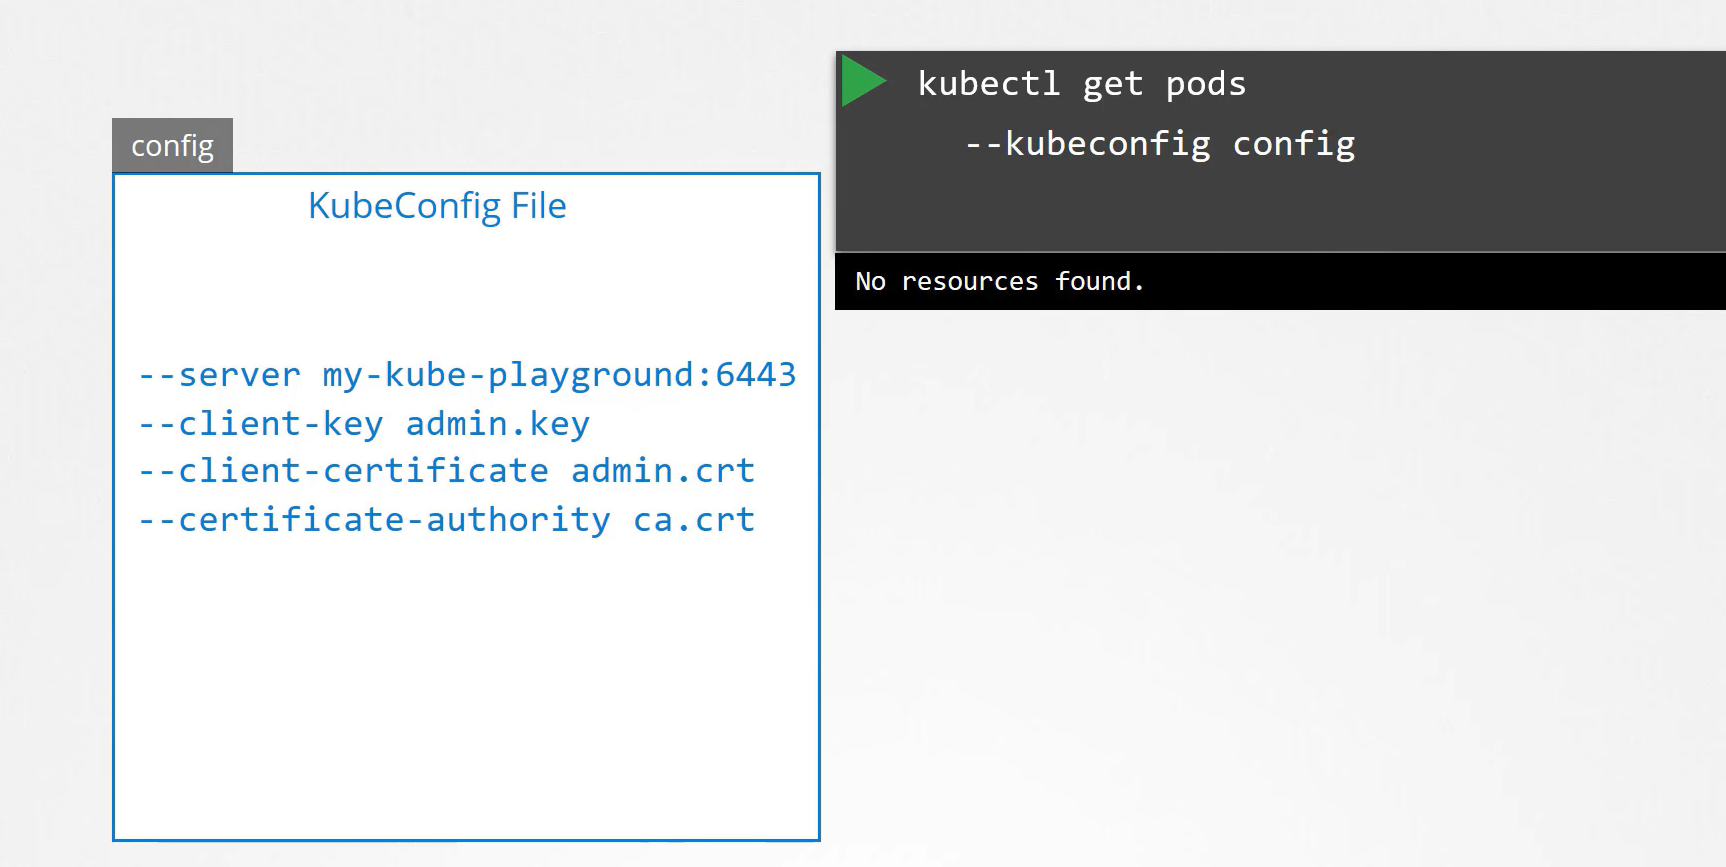 config
KubeConfig File
--server my-kube-playground:6443
--client-key admin.key
--client-certificate admin.crt
--certificate-authority ca.crt
kubectl get pods
--kubeconfig config
No resources found.